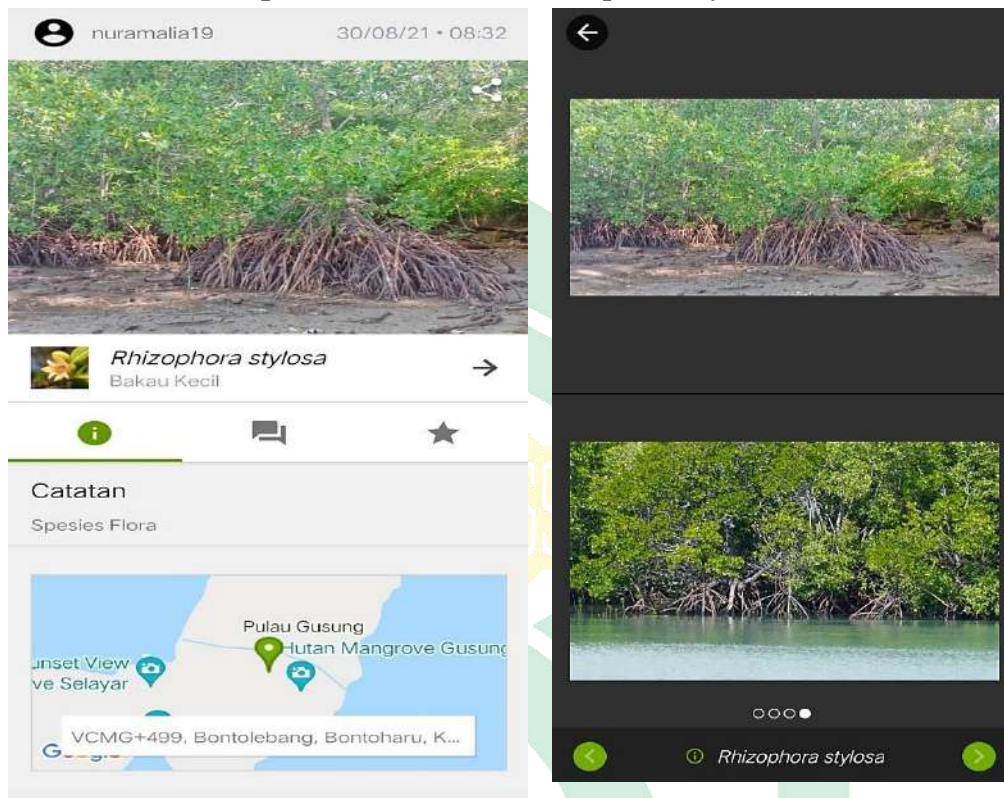 nuramalia19
30/08/21 • 08:32
Rhizophora stylosa
Bakau Kecil
Catatan
Spesies Flora
Pulau Gusung
Hutan Mangrove Gusung
unset View
ve Selayar
VCMG+499, Bontolebang, Bontoharu, K...
Rhizophora stylosa